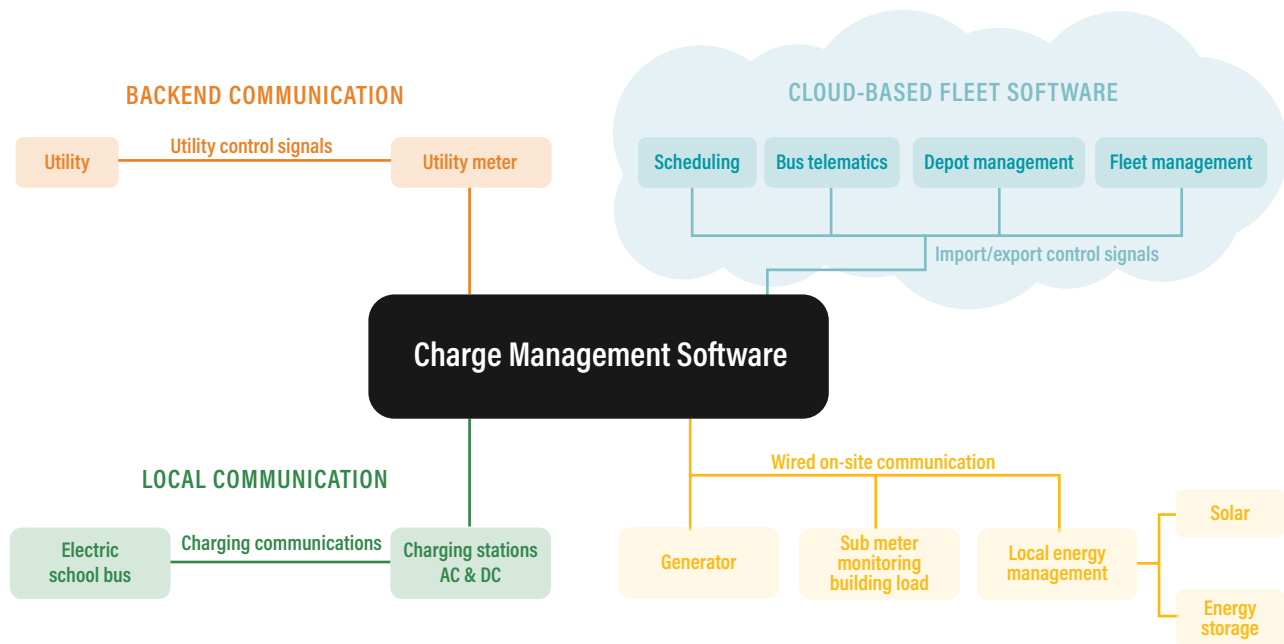 BACKEND COMMUNICATION
Utility
Utility control signals
Utility meter
CLOUD-BASED FLEET SOFTWARE
Scheduling
Bus telematics
Depot management
Fleet management
Import/export control signals
Charge Management Software
LOCAL COMMUNICATION
Electric
school bus
Charging communications
Charging stations
AC & DC
Wired on-site communication
Generator
Sub meter
monitoring
building load
Local energy
management
Solar
Energy
storage